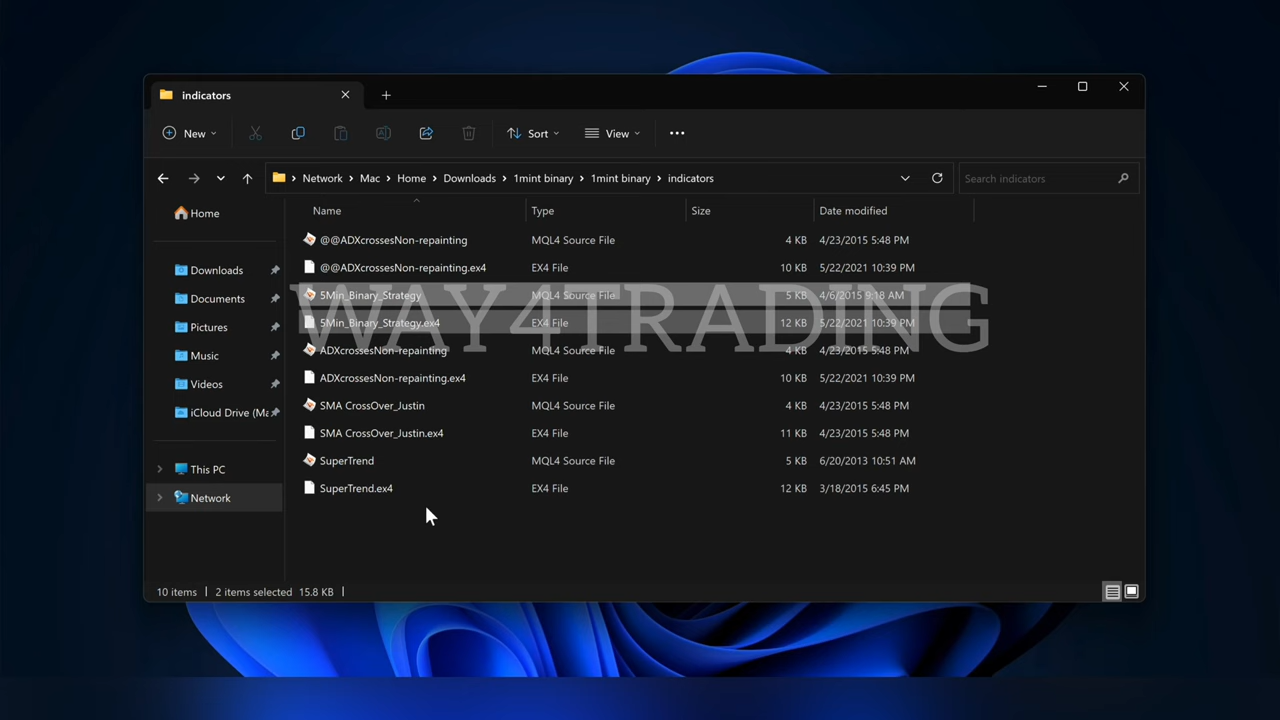 indicators
New
Sort
View
Network > Mac > Home > Downloads > 1mint binary > 1mint binary > indicators
Search indicators
Name Type Size Date modified
Home
Downloads
Documents
Pictures
Music
Videos
iCloud Drive (Ma
This PC
Network
@@ADXcrossesNon-repainting MQL4 Source File 4 KB 4/23/2015 5:48 PM
@@ADXcrossesNon-repainting.ex4 EX4 File 10 KB 5/22/2021 10:39 PM
5Min_Binary_Strategy MQL4 Source File 5 KB 4/6/2015 9:18 AM
5Min_Binary_Strategy.ex4 EX4 File 12 KB 5/22/2021 10:39 PM
ADXcrossesNon-repainting MQL4 Source File 4 KB 4/23/2015 5:48 PM
ADXcrossesNon-repainting.ex4 EX4 File 10 KB 5/22/2021 10:39 PM
SMA CrossOver_Justin MQL4 Source File 4 KB 4/23/2015 5:48 PM
SMA CrossOver_Justin.ex4 EX4 File 11 KB 4/23/2015 5:48 PM
SuperTrend MQL4 Source File 5 KB 6/20/2013 10:51 AM
SuperTrend.ex4 EX4 File 12 KB 3/18/2015 6:45 PM
WAY4TRADING
10 items 2 items selected 15.8 KB